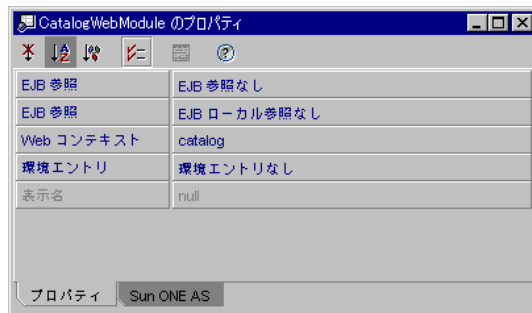 CatalogWebModule のプロパティ
EJB 参照 EJB 参照なし
EJB 参照 EJB ローカル参照なし
Web コンテキスト catalog
環境エントリ 環境エントリなし
表示名 null
プロパティ Sun ONE AS